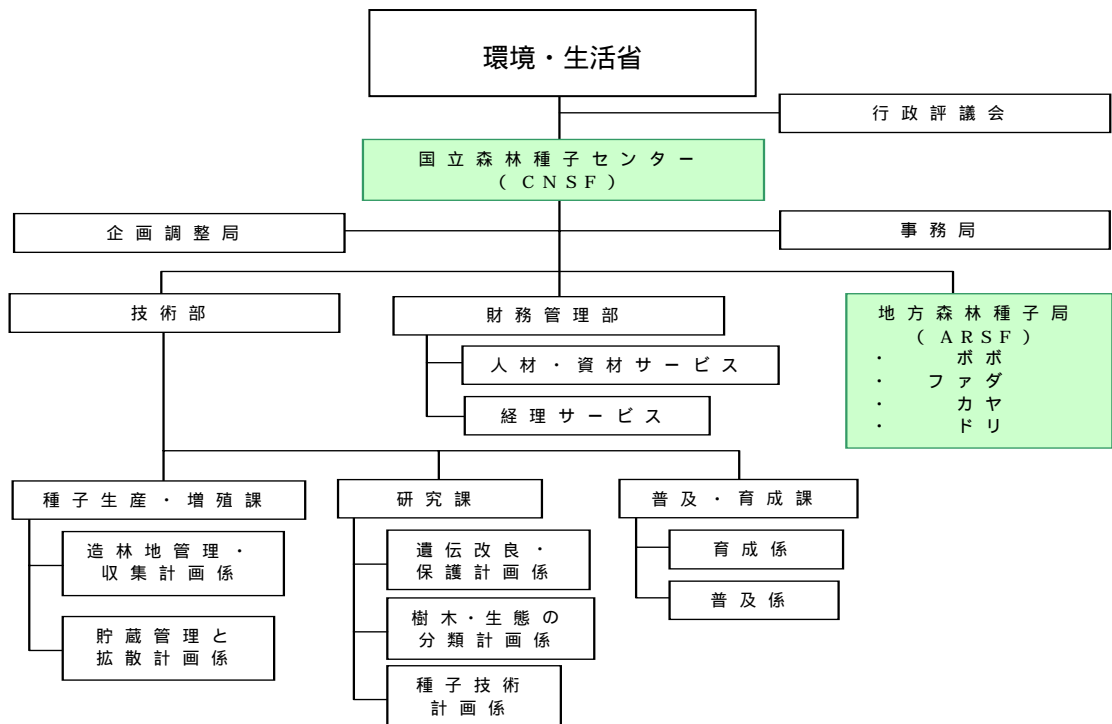 環境・生活省
行政評議会
国立森林種子センター
(CNSF)
企画調整局
事務局
技術部
財務管理部
地方森林種子局
(ARSF)
・ ボボ
・ ファダ
・ カヤ
・ ドリ
人材・資材サービス
経理サービス
種子生産・増殖課
研究課
普及・育成課
造林地管理・
収集計画係
遺伝改良・
保護計画係
育成係
貯蔵管理と
拡散計画係
樹木・生態の
分類計画係
普及係
種子技術
計画係